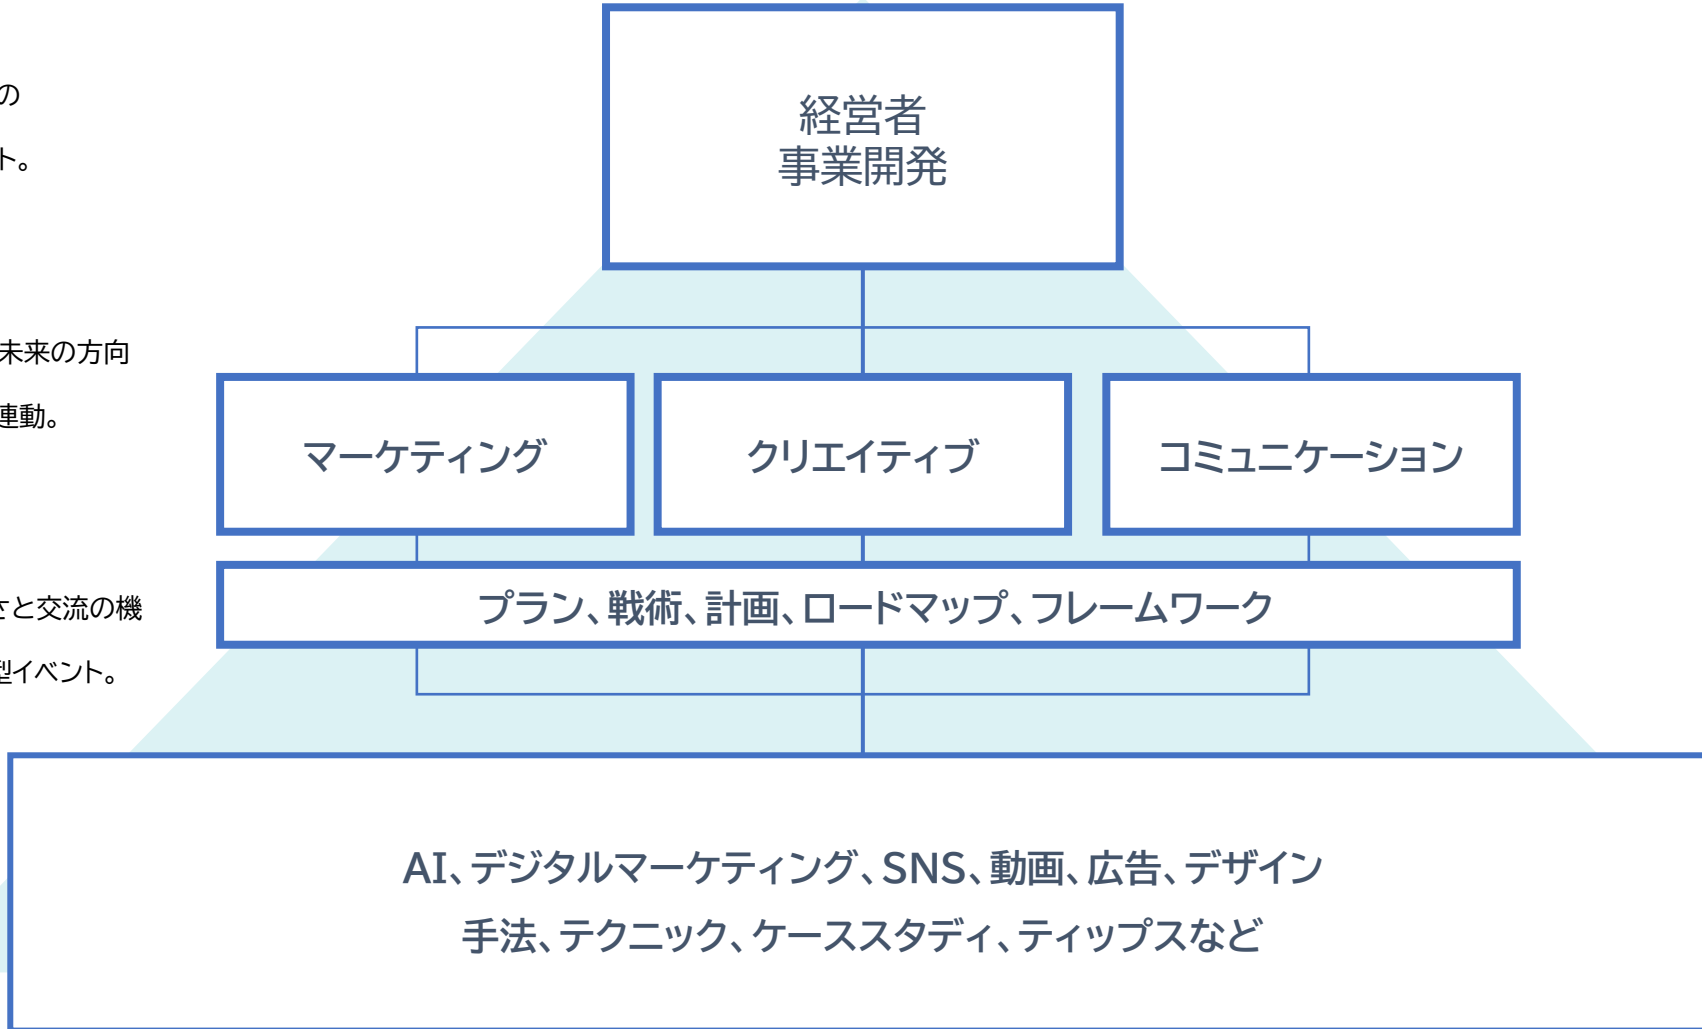 の
ト。
経営者
事業開発
未来の方向
連動。
マーケティング
クリエイティブ
コミュニケーション
さと交流の機
型イベント。
プラン、戦術、計画、ロードマップ、フレームワーク
AI、デジタルマーケティング、SNS、動画、広告、デザイン
手法、テクニック、ケーススタディ、ティップスなど